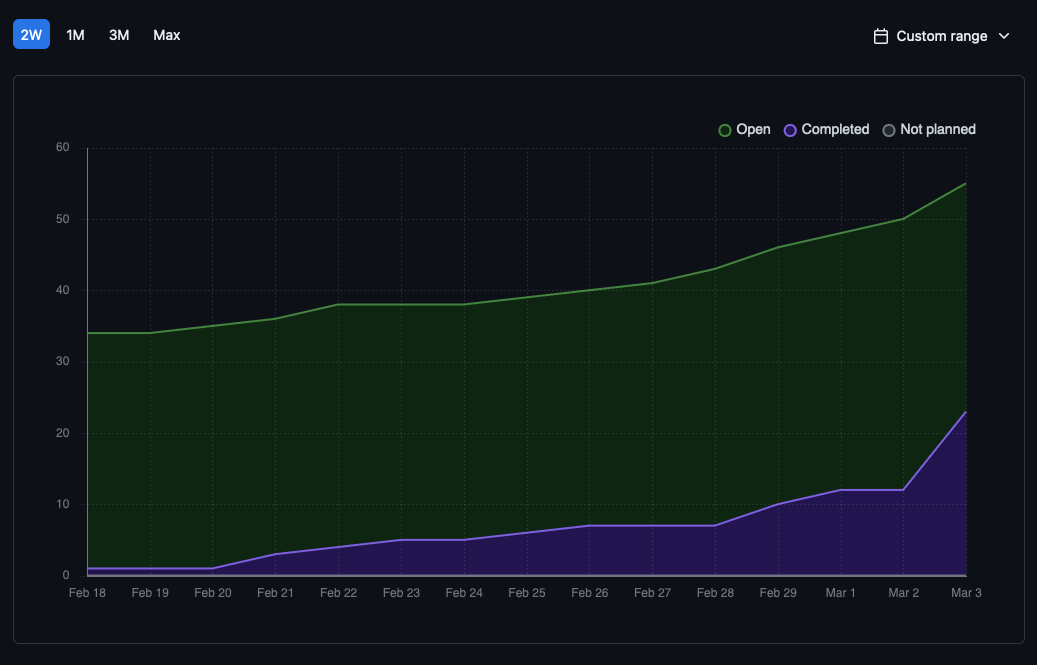 2W 1M 3M Max Custom range
Open Completed Not planned
60
50
40
30
20
10
0
Feb 18 Feb 19 Feb 20 Feb 21 Feb 22 Feb 23 Feb 24 Feb 25 Feb 26 Feb 27 Feb 28 Feb 29 Mar 1 Mar 2 Mar 3